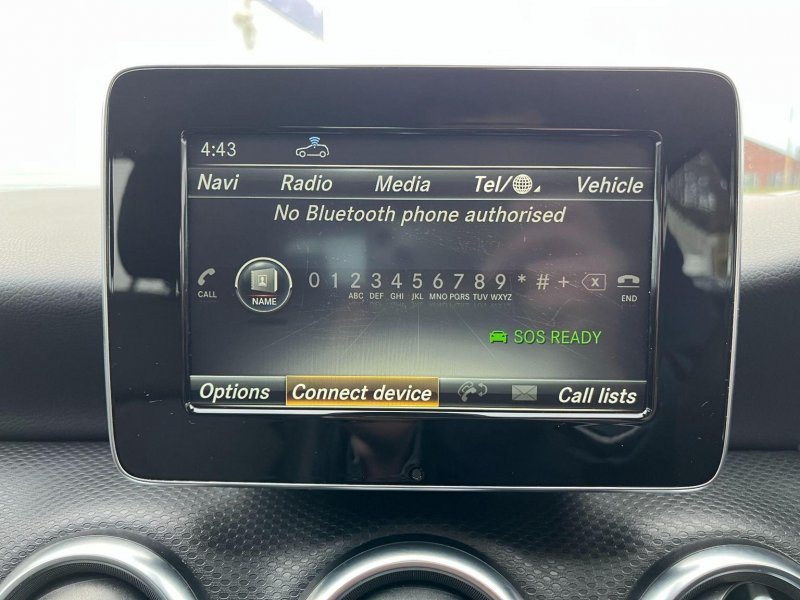 4:43
Navi Radio Media Tel/ Vehicle
No Bluetooth phone authorised
0 1 2 3 4 5 6 7 8 9 * # + X
CALL NAME ABC DEF GHI JKL MNO PQRS TUV WXYZ END
SOS READY
Options Connect device Call lists